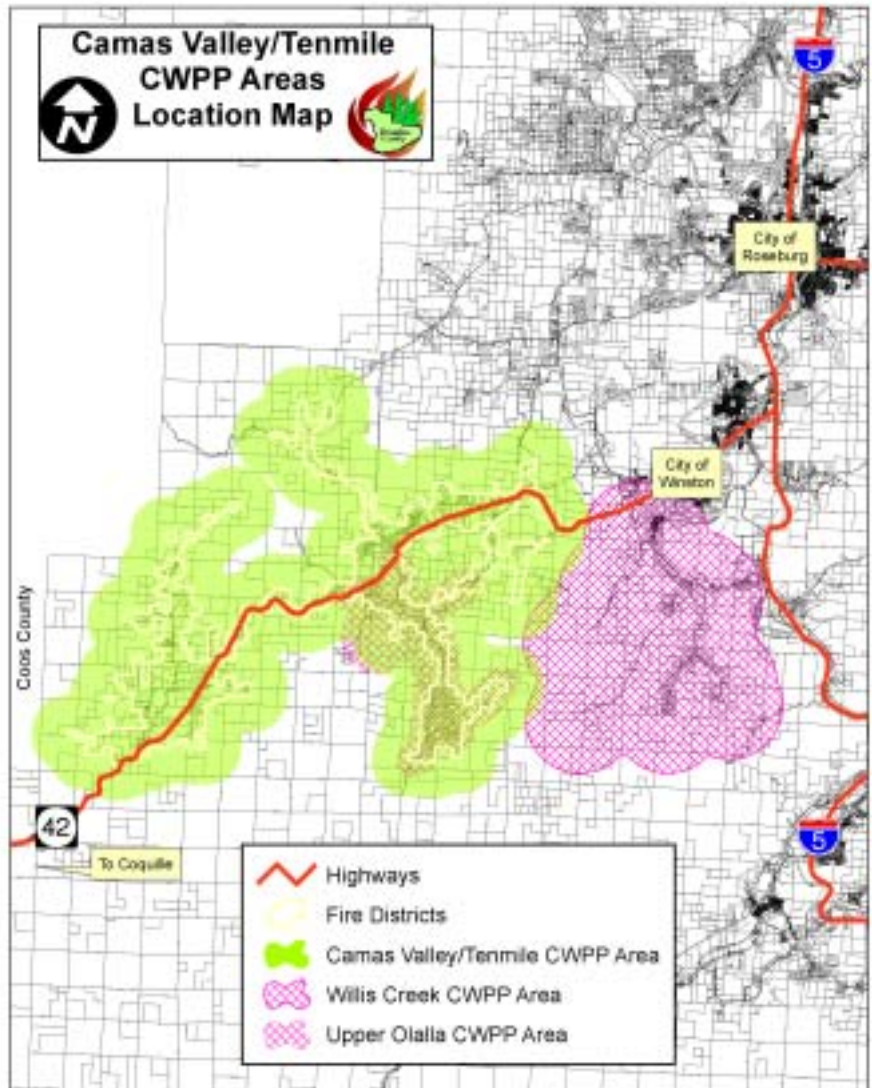 Camas Valley/Tenmile
CWPP Areas
Location Map
N
5
City of
Roseburg
City of
Winston
Coos County
42
To Coquille
5
Highways
Fire Districts
Camas Valley/Tenmile CWPP Area
Willis Creek CWPP Area
Upper Olalla CWPP Area